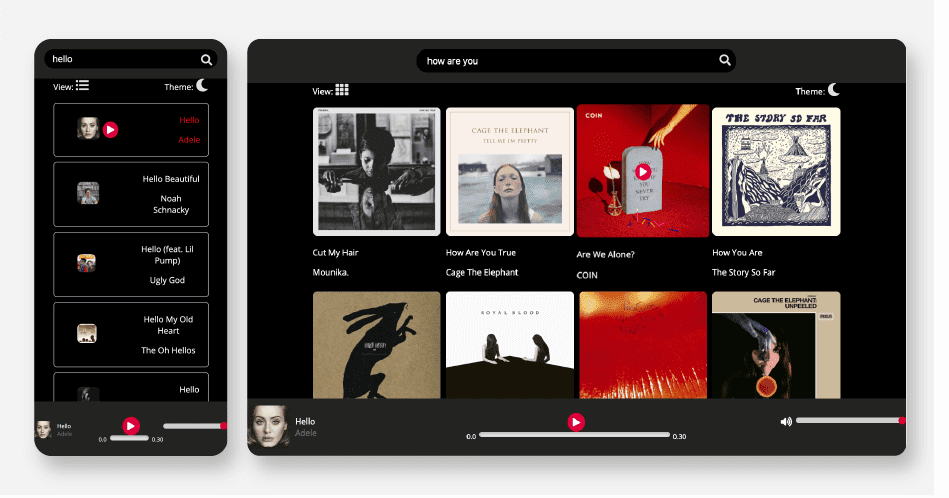 hello
View:
Theme:
Hello
Adele
Hello Beautiful
Noah
Schnacky
Hello (feat. Lil
Pump)
Ugly God
Hello My Old
Heart
The Oh Hellos
Hello
Hello
Adele
0.0
0.30
how are you
View:
Theme:
CAGE THE ELEPHANT
TELL ME I'M PRETTY
COIN
YOU
NEVER
TRY
THE STORY SO FAR
Cut My Hair
Mounika.
How Are You True
Cage The Elephant
Are We Alone?
COIN
How You Are
The Story So Far
ROYAL BLOOD
CAGE THE ELEPHANT
UNPEELED
Hello
Adele
0.0
0.30